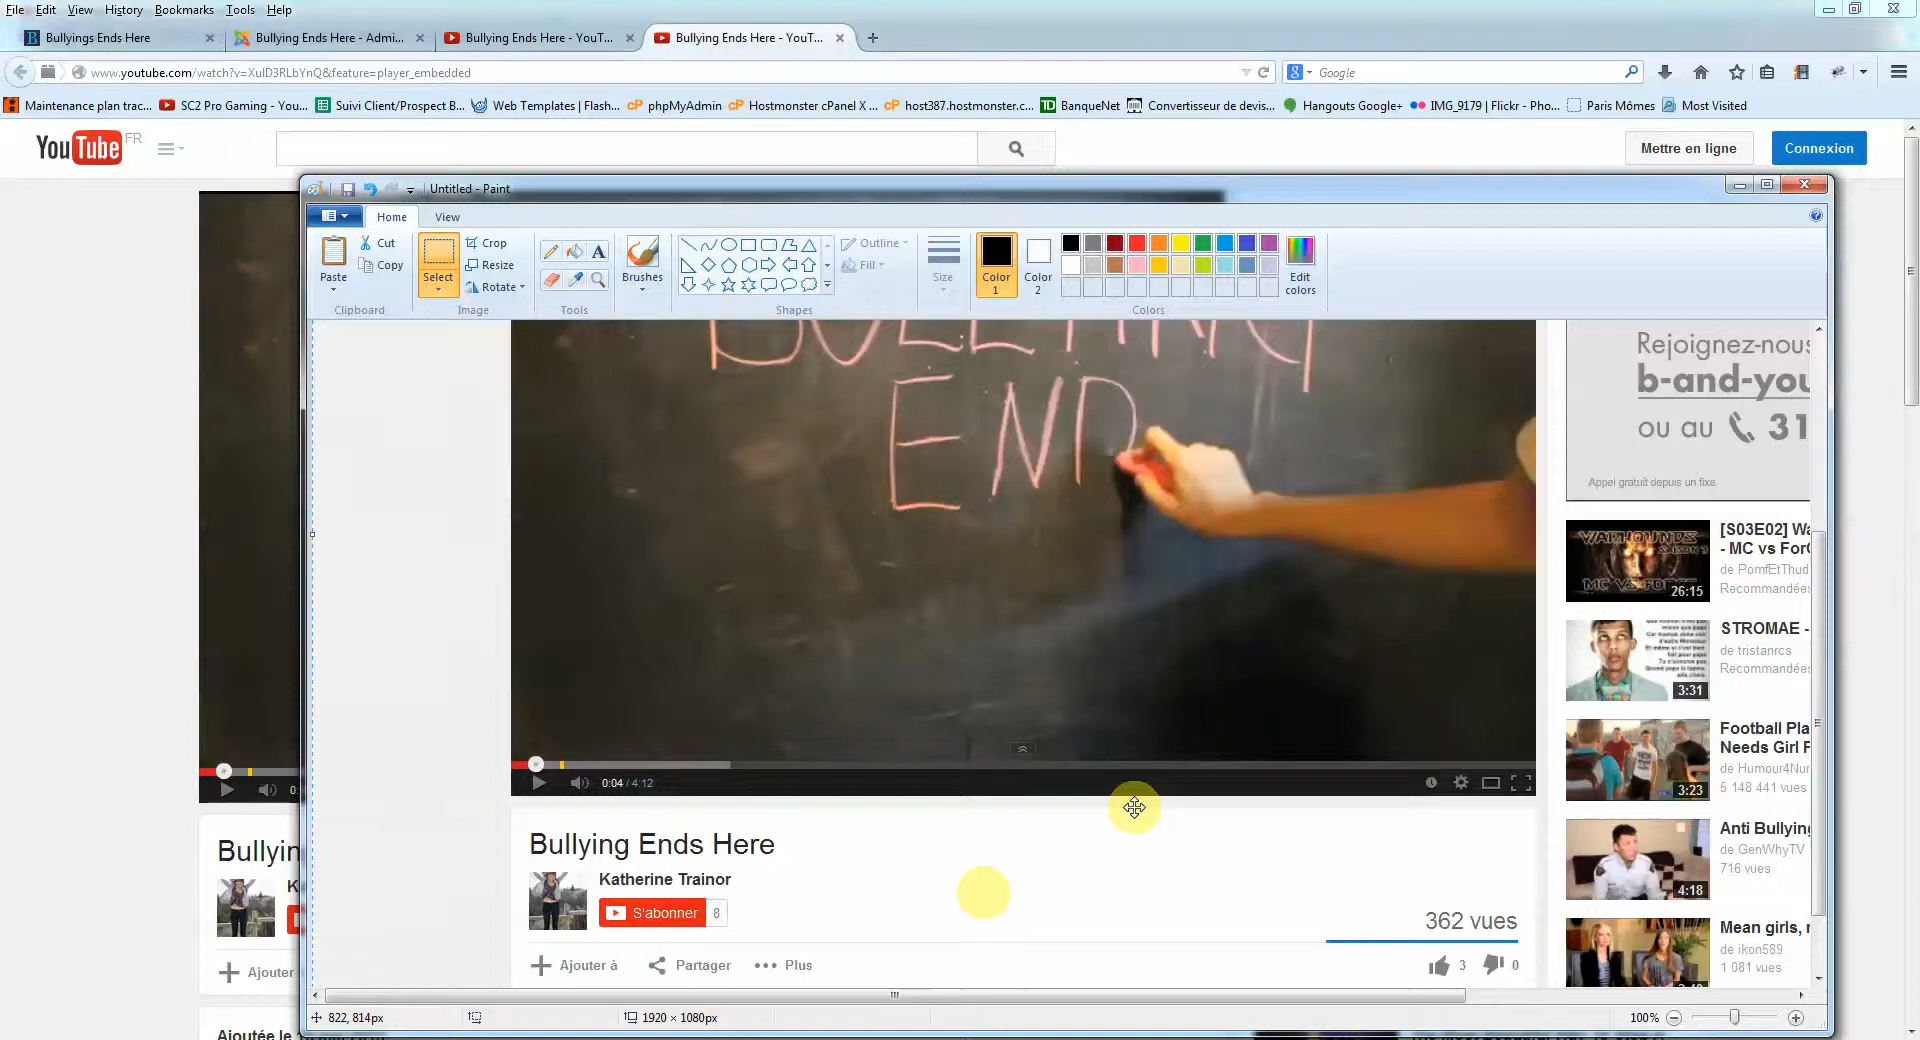 File Edit View History Bookmarks Tools Help
Bullyings Ends Here
Bullying Ends Here - Admi...
Bullying Ends Here - YouT...
Bullying Ends Here - YouT...
www.youtube.com/watch?v=XuID3RLbYnQ&feature=player_embedded
Google
Maintenance plan trac... SC2 Pro Gaming - You... Suivi Client/Prospect B... Web Templates | Flash... phpMyAdmin Hostmonster cPanel X ... host387.hostmonster.c... BanqueNet Convertisseur de devis... Hangouts Google+ IMG_9179 | Flickr - Pho... Paris Mômes Most Visited
YouTube FR
Mettre en ligne Connexion
Untitled - Paint
Home View
Paste
Cut
Copy
Clipboard
Select
Crop
Resize
Rotate
Image
A
Tools
Brushes
Outline
Fill
Shapes
Size
Color 1
Color 2
Edit colors
Colors
BULLYING
END
Rejoignez-nous
b-and-you
ou au 31
Appel gratuit depuis un fixe.
[S03E02] Wa
- MC vs ForG
de PomfEtThud
Recommandées
WARHOUNDS
SAISON 3
26:15
STROMAE -
de tristanrcs
Recommandées
3:31
Football Pla
Needs Girl F
de Humour4Nur
5 148 441 vues
3:23
Anti Bullying
de GenWhyTV
716 vues
4:18
Mean girls, r
de ikon589
1 081 vues
0:04 / 4:12
Bullying Ends Here
Katherine Trainor
S'abonner 8
362 vues
Ajouter à Partager Plus
3 0
Bullyin
K
Ajouter
Ajoutée le
822, 814px
1920 × 1080px
100%